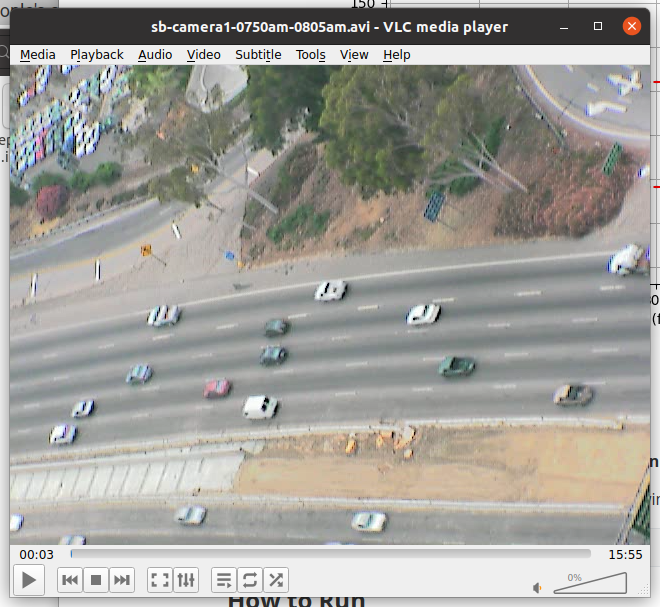 150
sb-camera1-0750am-0805am.avi - VLC media player
Media Playback Audio Video Subtitle Tools View Help
00:03 15:55
0%
How to Run